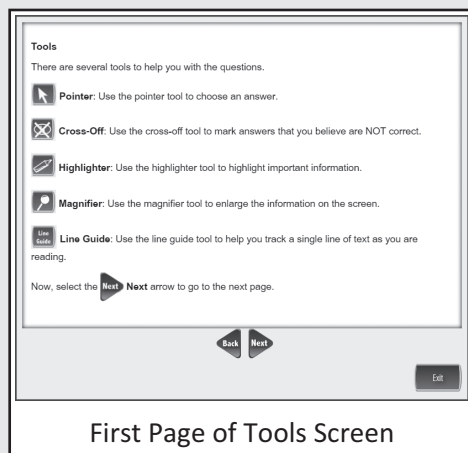 Tools
There are several tools to help you with the questions.
Pointer: Use the pointer tool to choose an answer.
Cross-Off: Use the cross-off tool to mark answers that you believe are NOT correct.
Highlighter: Use the highlighter tool to highlight important information.
Magnifier: Use the magnifier tool to enlarge the information on the screen.
Line Guide Line Guide: Use the line guide tool to help you track a single line of text as you are
reading.
Now, select the Next Next arrow to go to the next page.
Back Next
Exit
First Page of Tools Screen